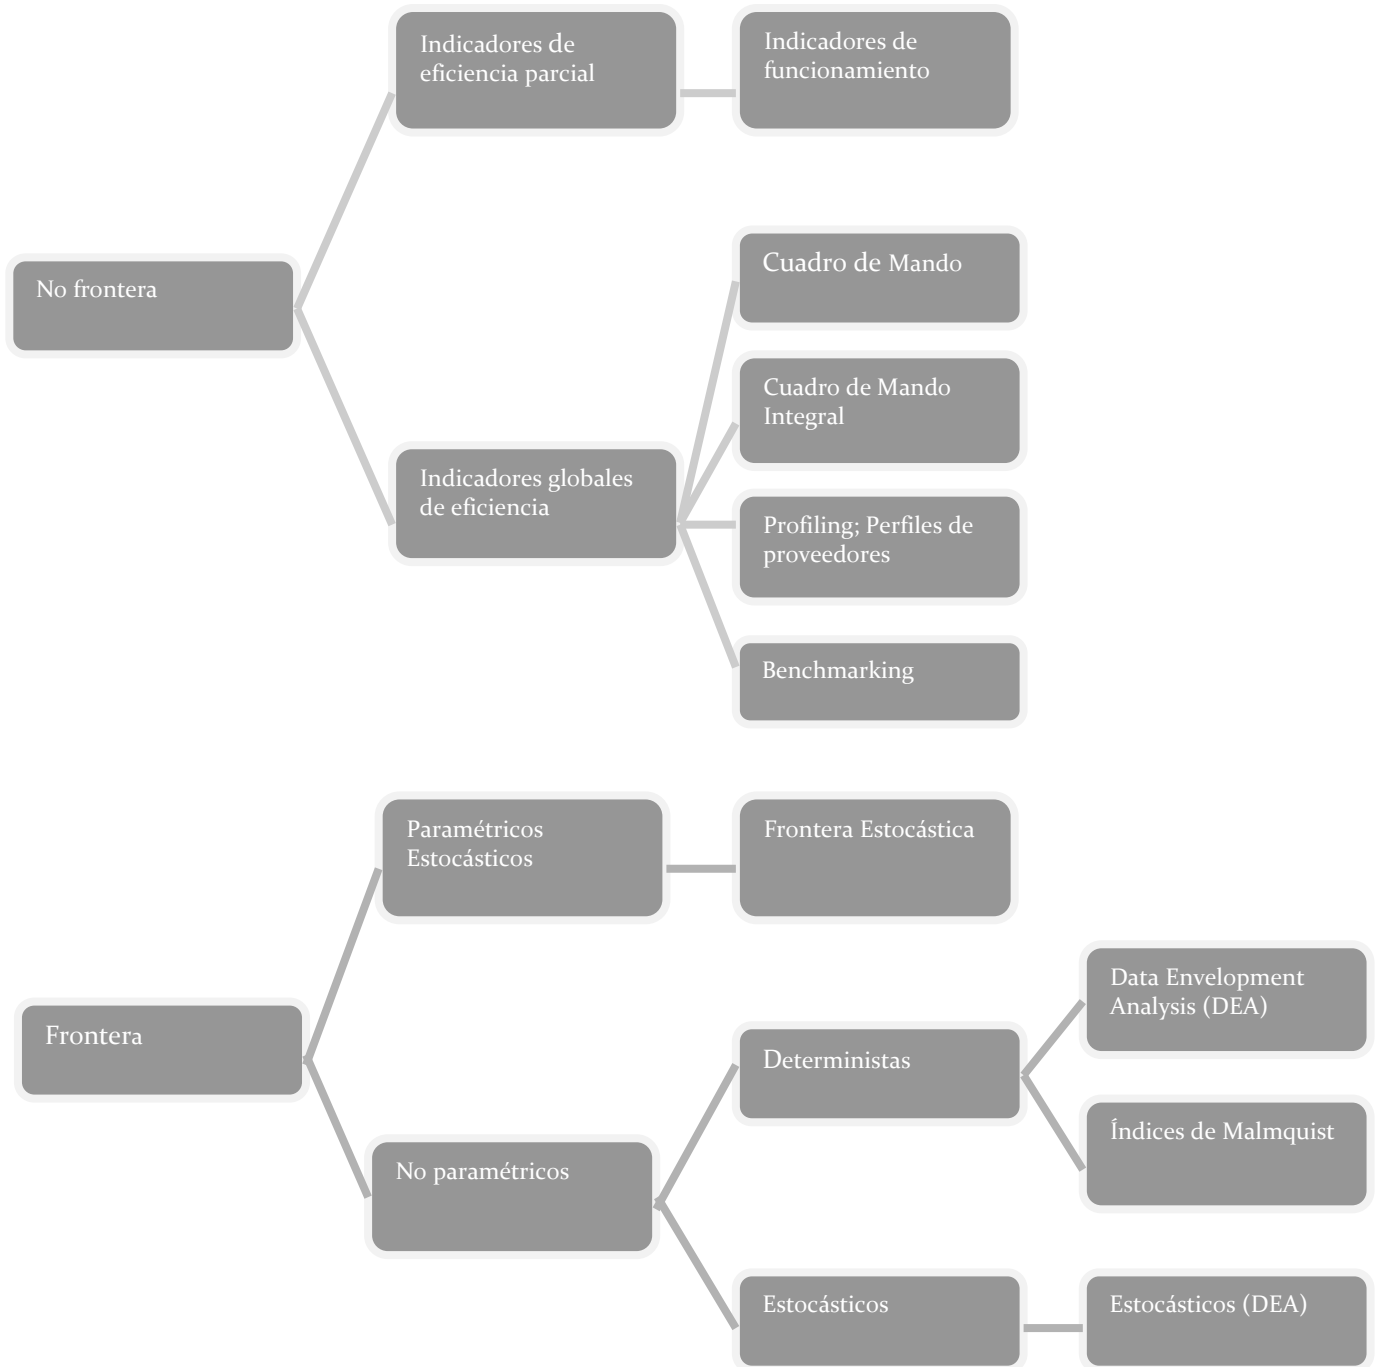 Indicadores de
eficiencia parcial
Indicadores de
funcionamiento
No frontera
Cuadro de Mando
Cuadro de Mando
Integral
Indicadores globales
de eficiencia
Profiling; Perfiles de
proveedores
Benchmarking
Paramétricos
Estocásticos
Frontera Estocástica
Frontera
Data Envelopment
Analysis (DEA)
Deterministas
Índices de Malmquist
No paramétricos
Estocásticos
Estocásticos (DEA)